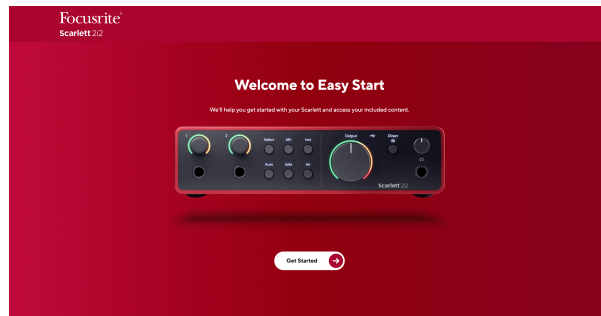 Focusrite®
Scarlett 2i2
Welcome to Easy Start
We'll help you get started with your Scarlett and access your included content.
1 2 Select 48V Inst Output Direct
Auto Safe Air
Scarlett 2i2
Get Started